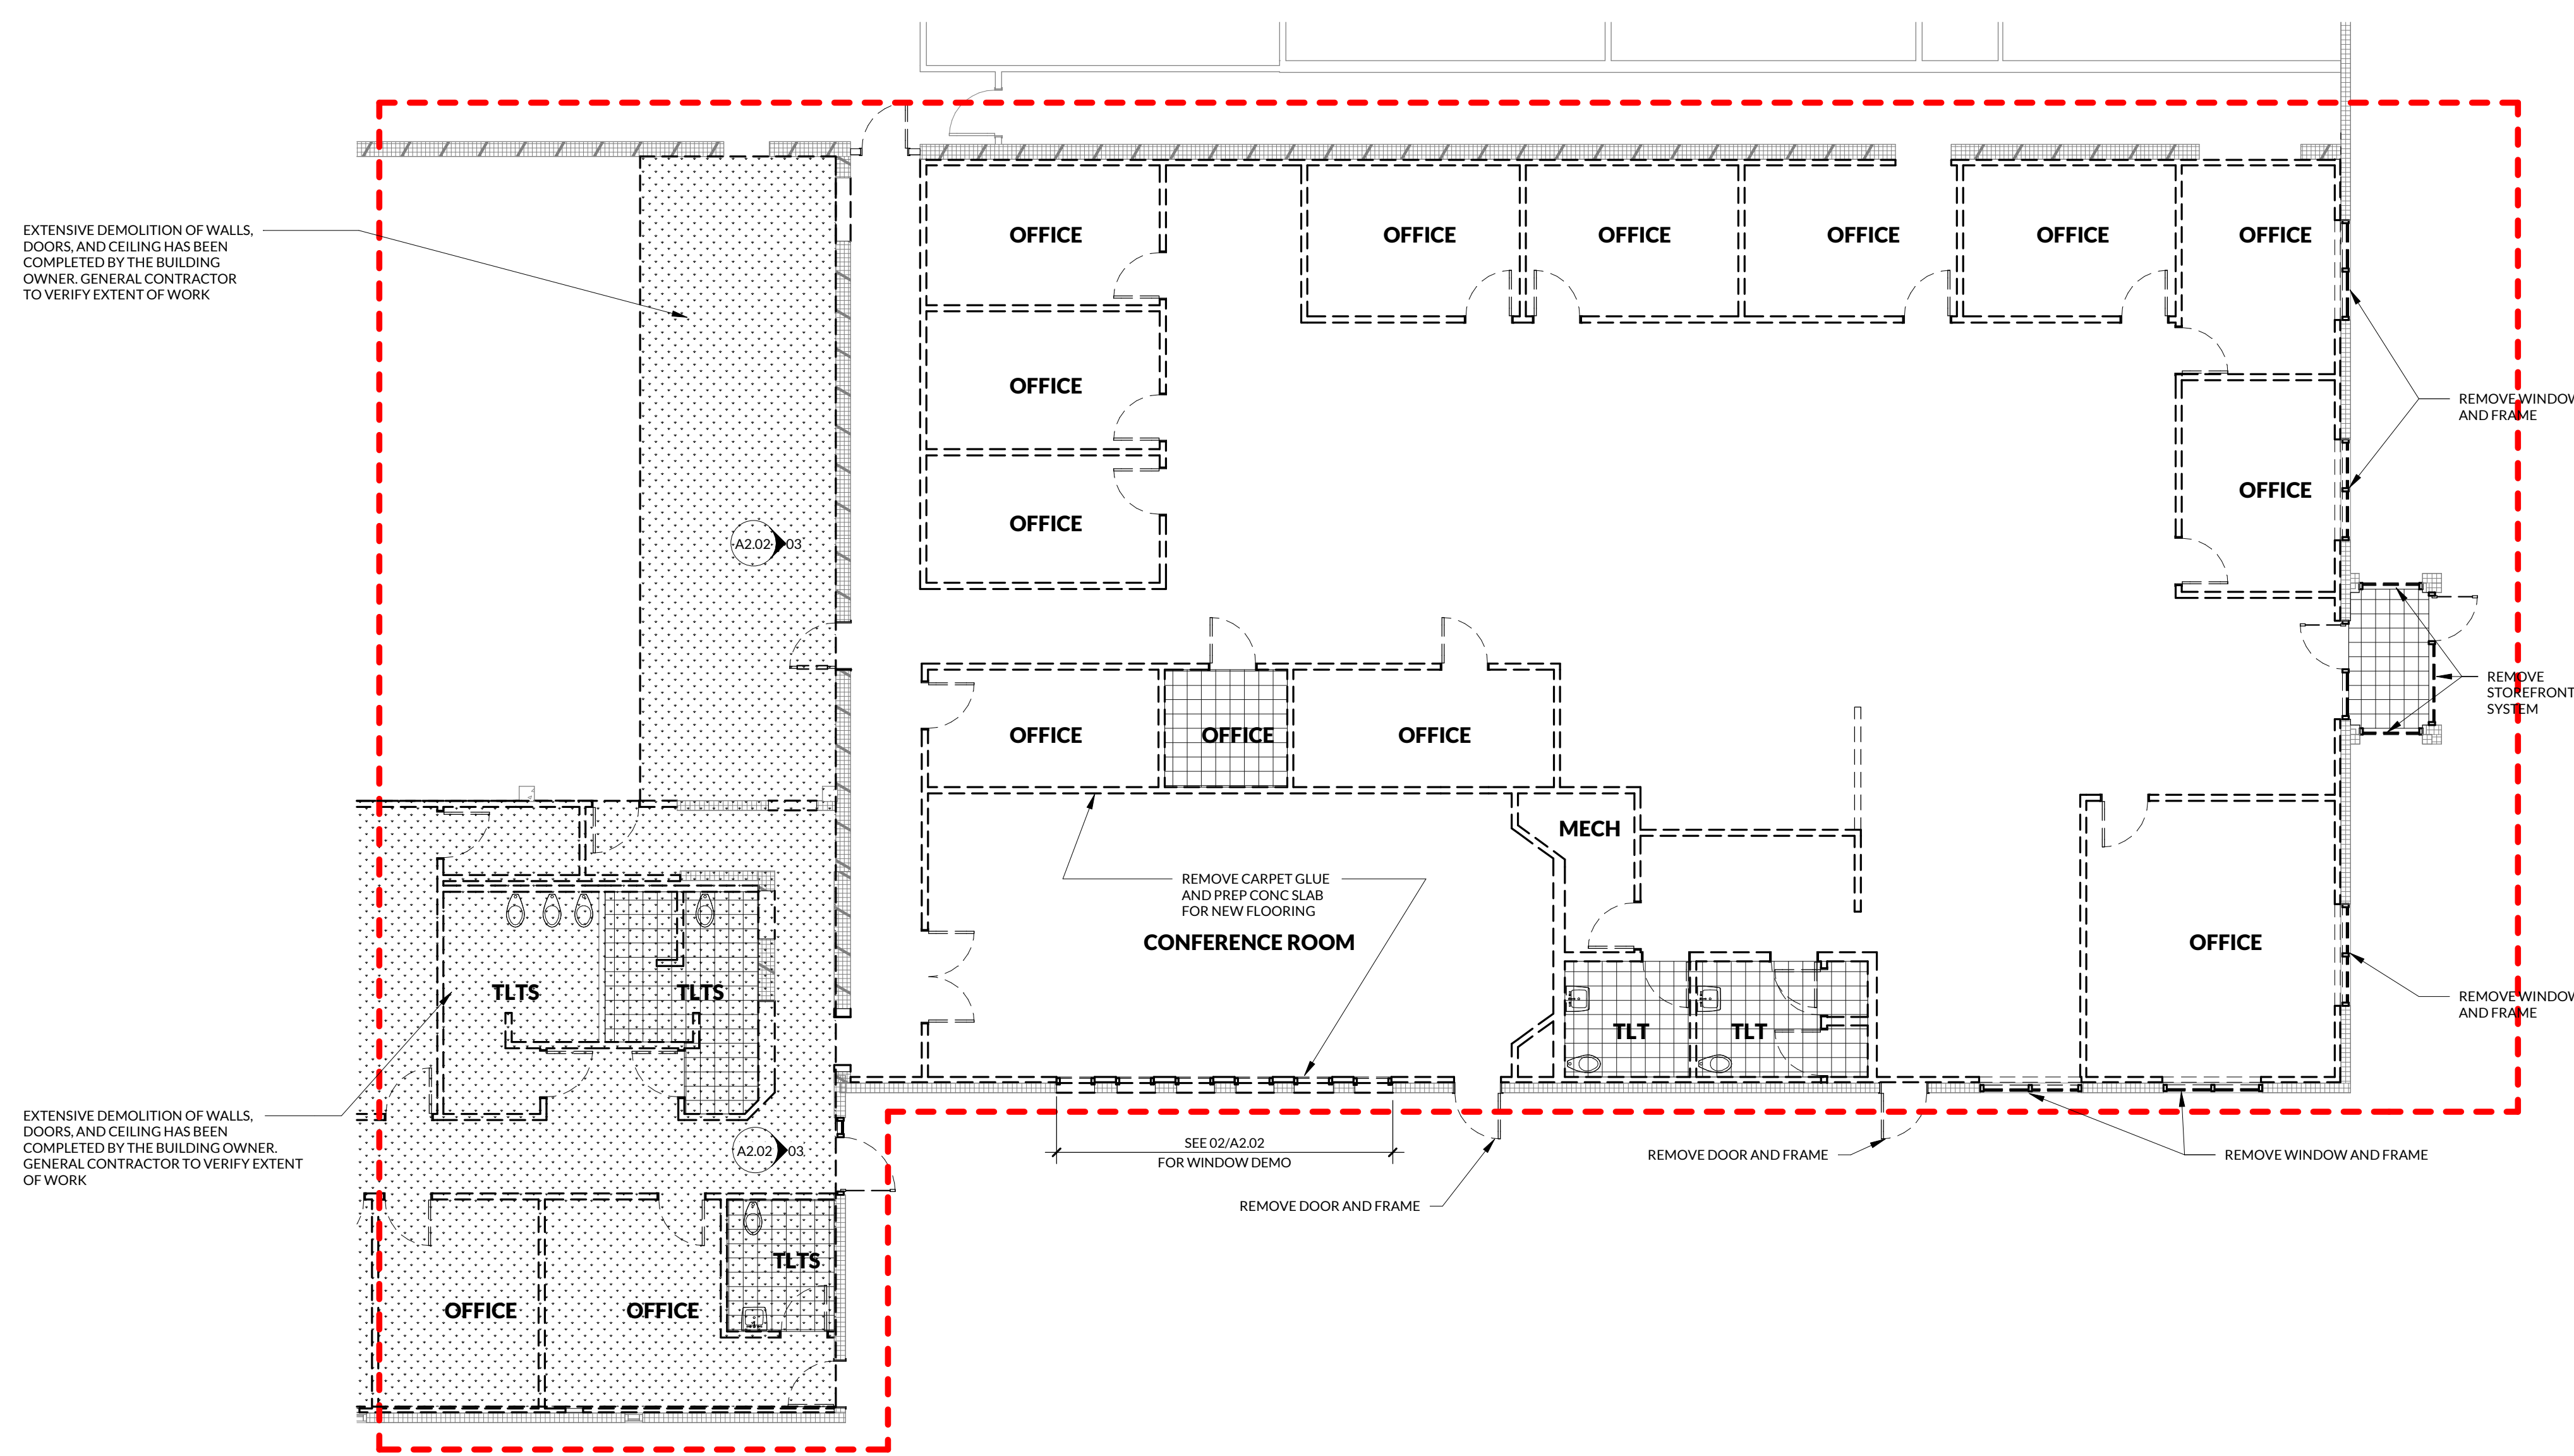 EXTENSIVE DEMOLITION OF WALLS,
DOORS, AND CEILING HAS BEEN
COMPLETED BY THE BUILDING
OWNER. GENERAL CONTRACTOR
TO VERIFY EXTENT OF WORK
OFFICE
OFFICE
OFFICE
OFFICE
OFFICE
OFFICE
OFFICE
OFFICE
REMOVE WINDOW
AND FRAME
OFFICE
OFFICE
A2.02 03
REMOVE
STOREFRONT
SYSTEM
OFFICE
OFFICE
OFFICE
MECH
REMOVE CARPET GLUE
AND PREP CONC SLAB
FOR NEW FLOORING
CONFERENCE ROOM
OFFICE
TLTS
TLTS
REMOVE WINDOW
AND FRAME
TLT
TLT
EXTENSIVE DEMOLITION OF WALLS,
DOORS, AND CEILING HAS BEEN
COMPLETED BY THE BUILDING OWNER.
GENERAL CONTRACTOR TO VERIFY EXTENT
OF WORK
A2.02 03
SEE 02/A2.02
FOR WINDOW DEMO
REMOVE DOOR AND FRAME
REMOVE WINDOW AND FRAME
REMOVE DOOR AND FRAME
TLTS
OFFICE
OFFICE